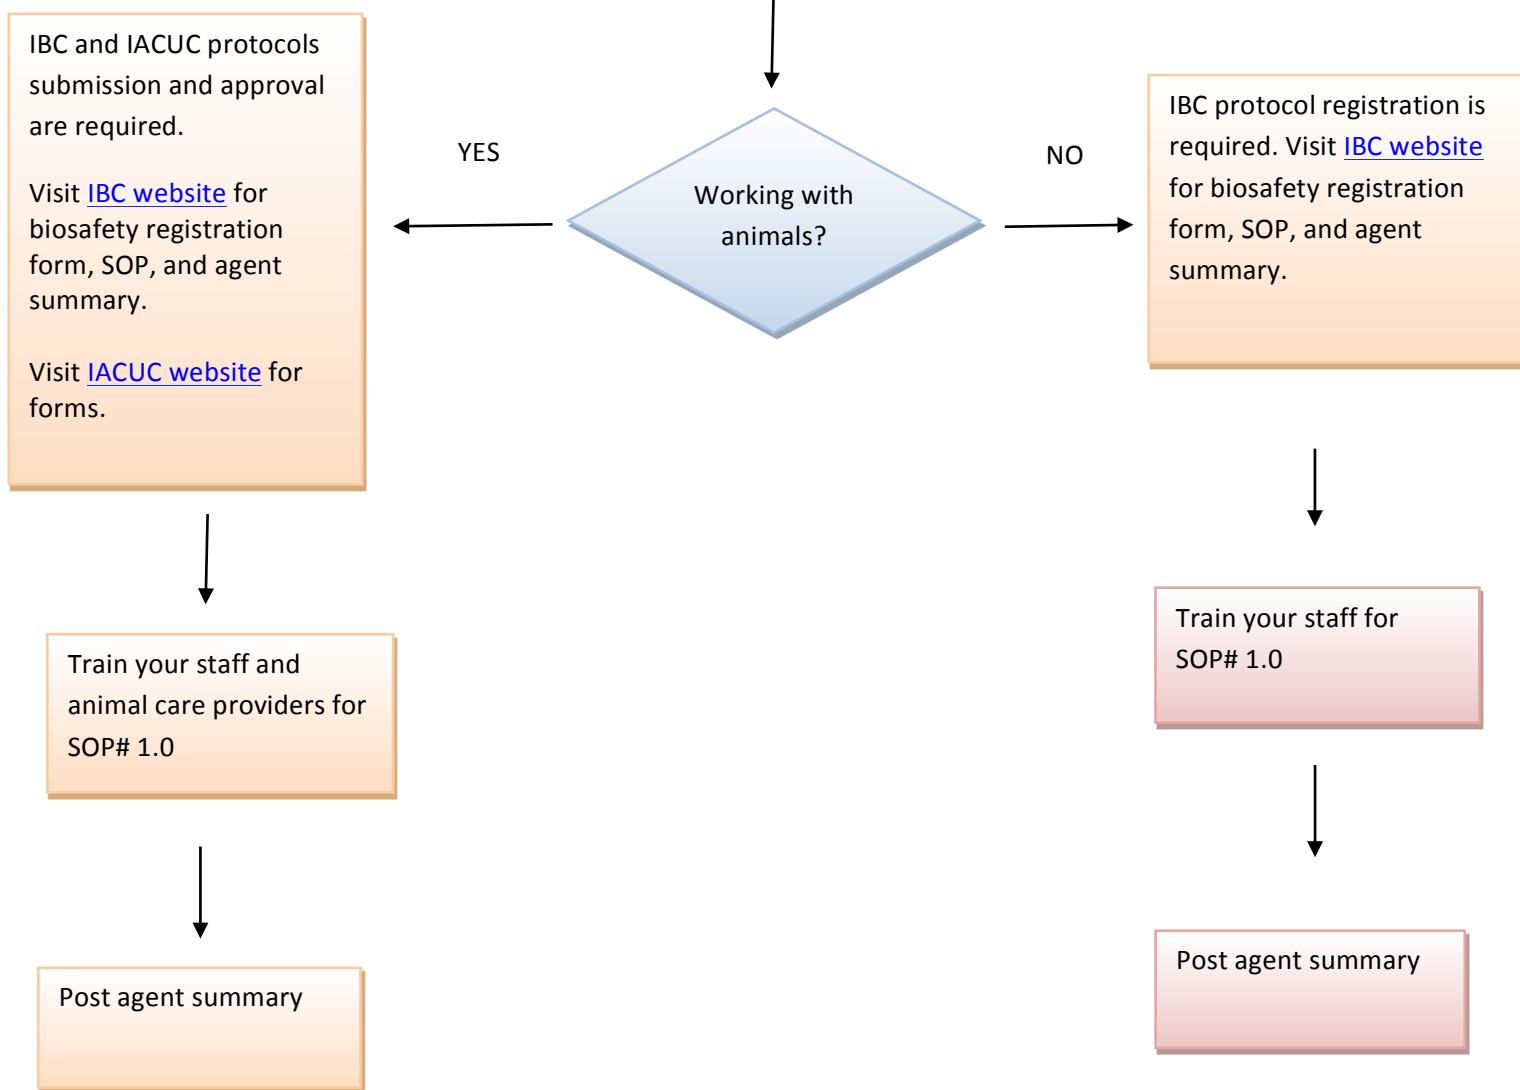 IBC and IACUC protocols
submission and approval
are required.
Visit IBC website for
biosafety registration
form, SOP, and agent
summary.
Visit IACUC website for
forms.
YES
Working with
animals?
NO
IBC protocol registration is
required. Visit IBC website
for biosafety registration
form, SOP, and agent
summary.
Train your staff and
animal care providers for
SOP# 1.0
Train your staff for
SOP# 1.0
Post agent summary
Post agent summary